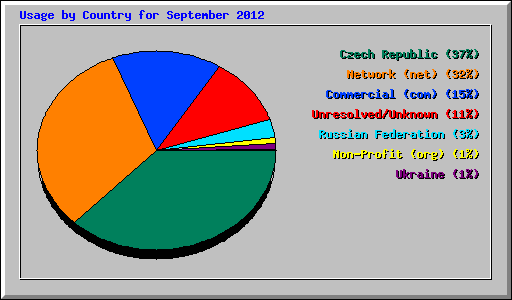 Usage by Country for September 2012
Czech Republic (37%)
Network (net) (32%)
Commercial (com) (15%)
Unresolved/Unknown (11%)
Russian Federation (3%)
Non-Profit (org) (1%)
Ukraine (1%)